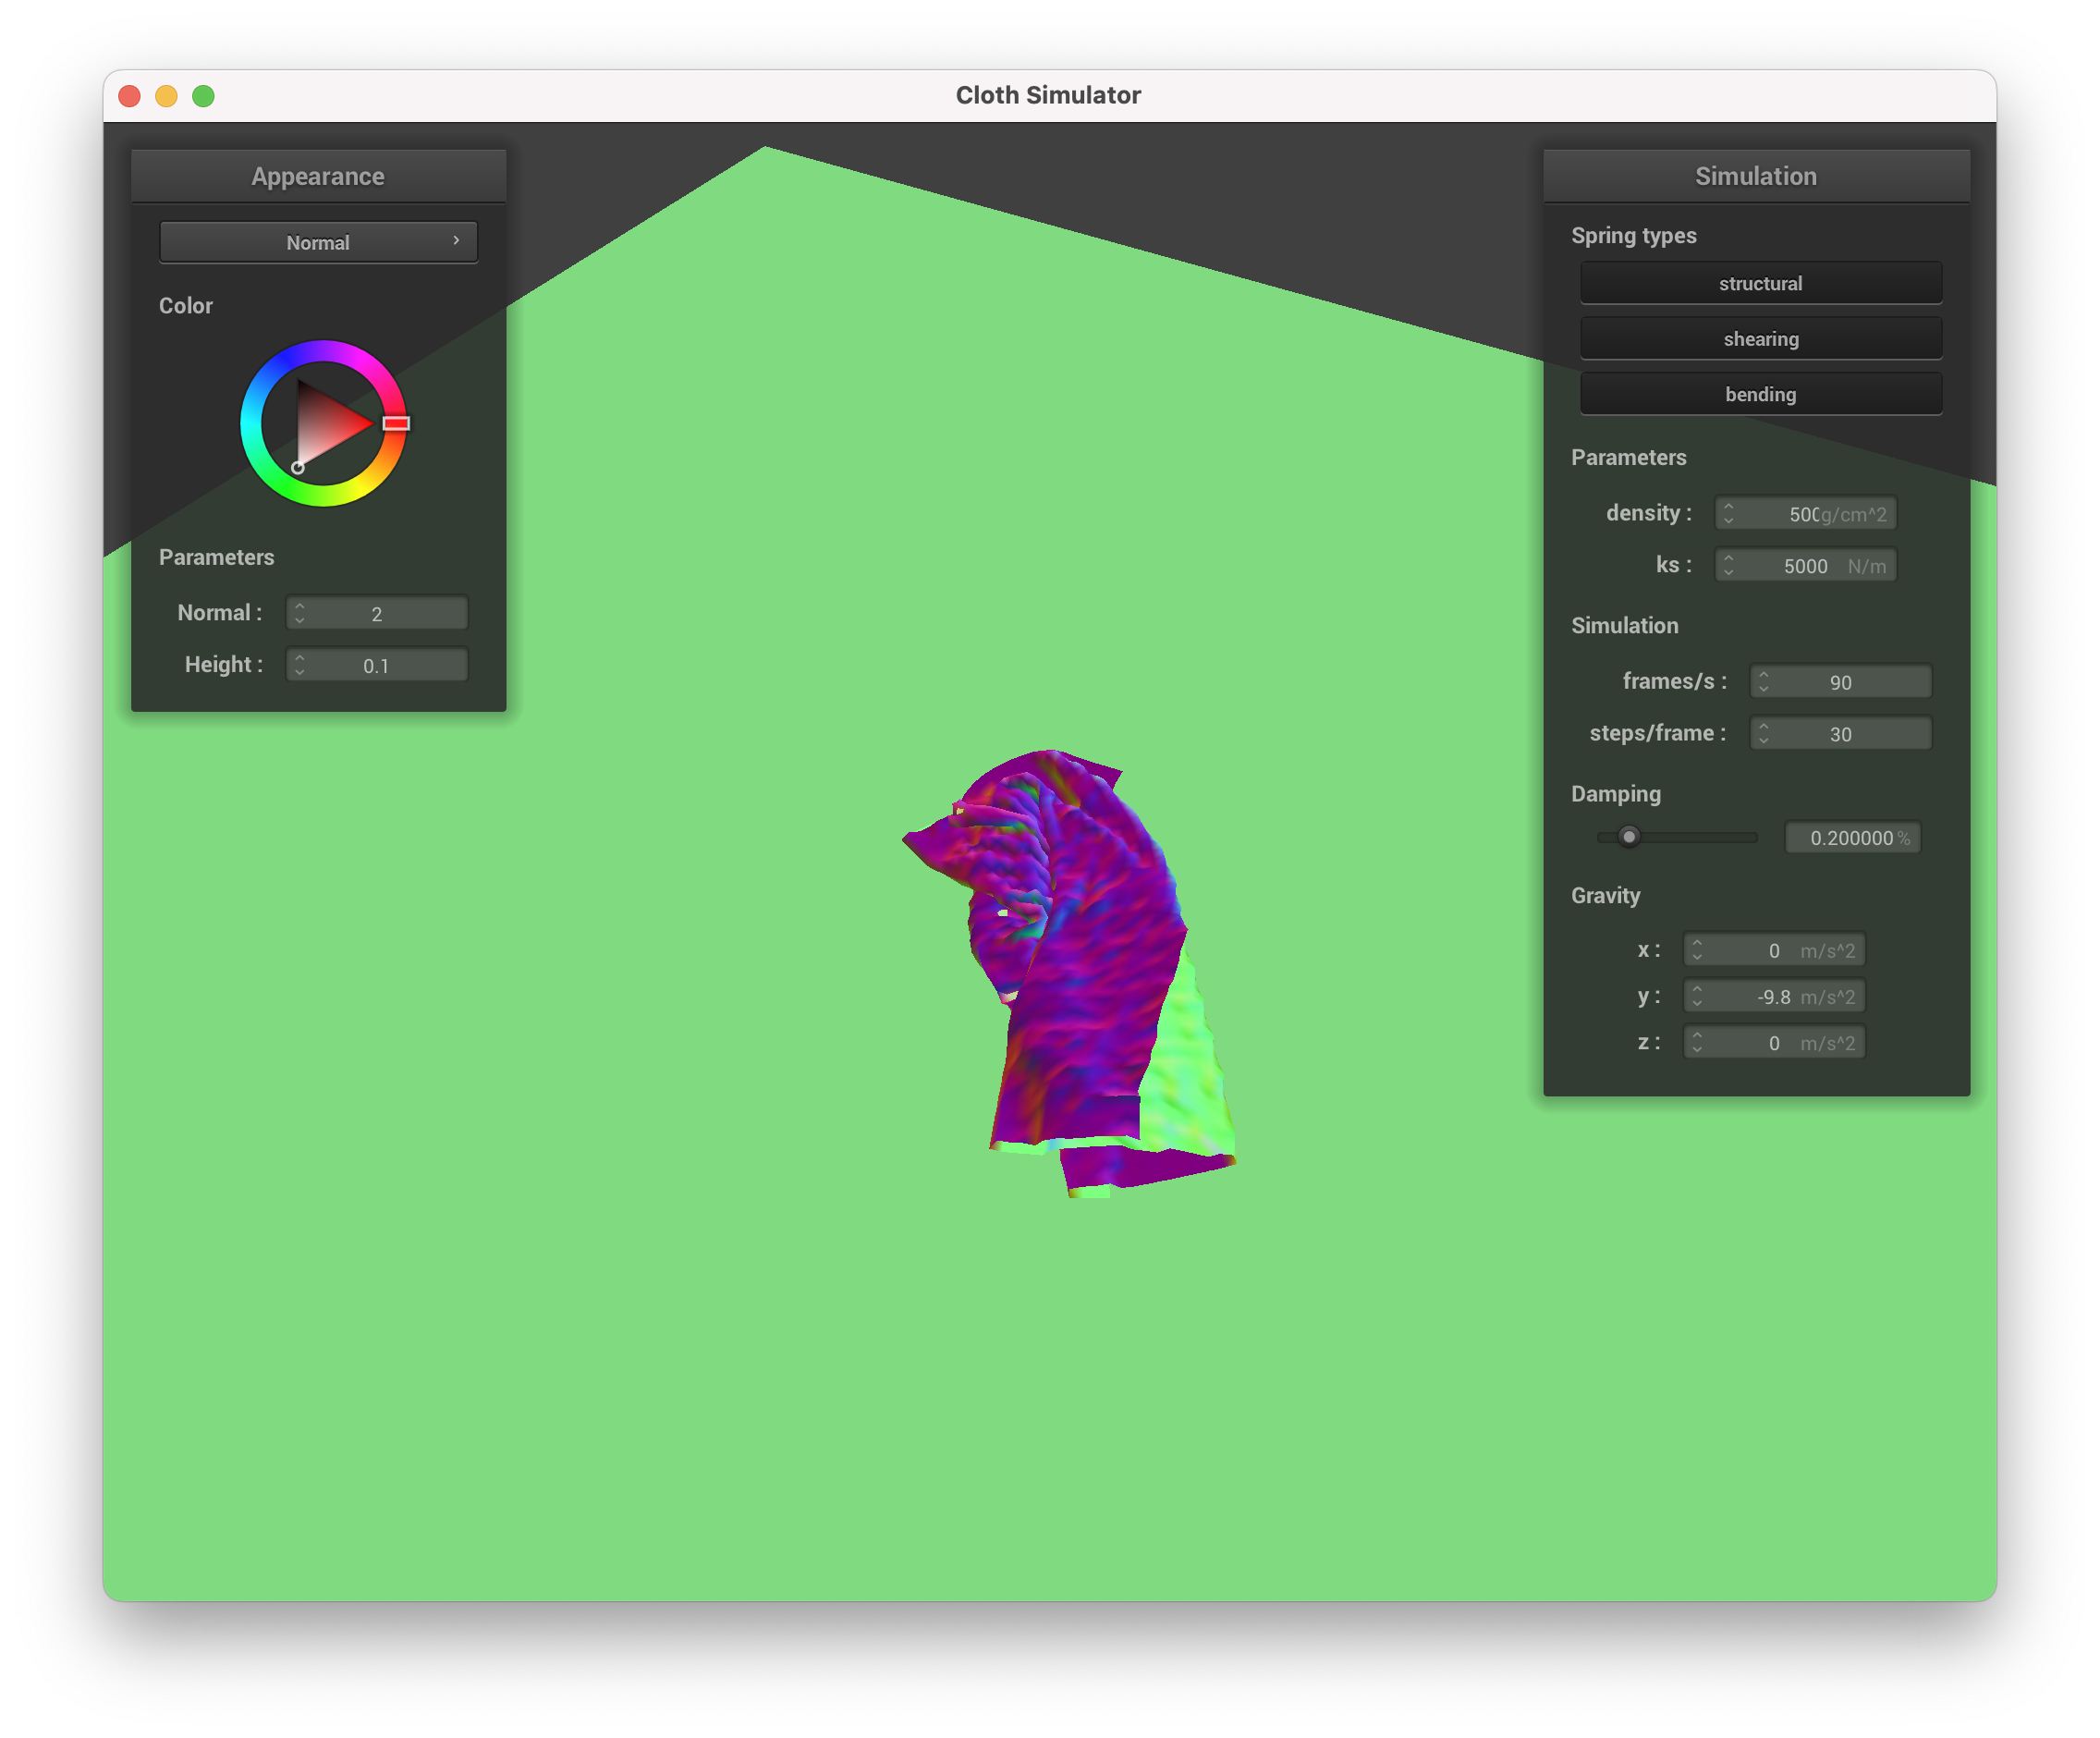 Cloth Simulator
Appearance
Normal
Color
Parameters
Normal : 2
Height : 0.1
Simulation
Spring types
structural
shearing
bending
Parameters
density : 500 g/cm^2
ks : 5000 N/m
Simulation
frames/s : 90
steps/frame : 30
Damping
0.200000 %
Gravity
x : 0 m/s^2
y : -9.8 m/s^2
z : 0 m/s^2